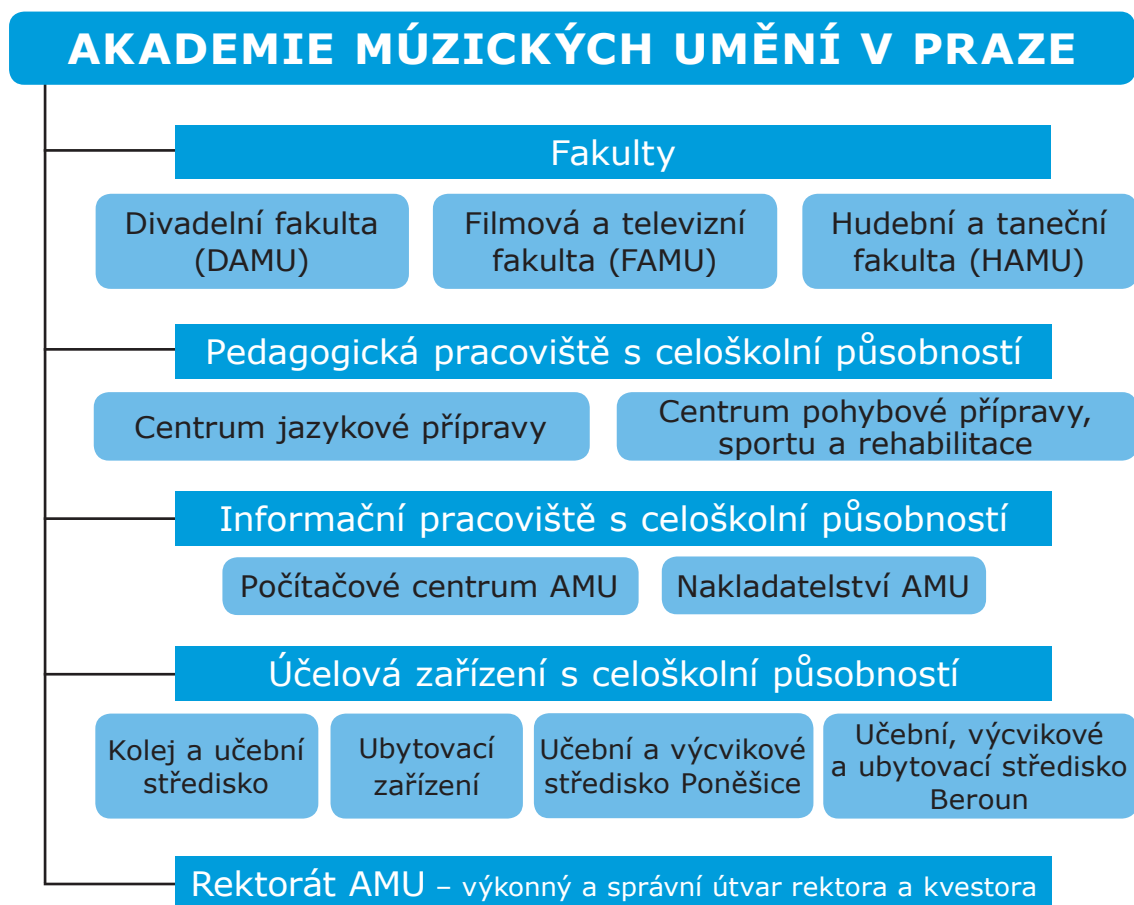 AKADEMIE MÚZICKÝCH UMĚNÍ V PRAZE
Fakulty
Divadelní fakulta
(DAMU)
Filmová a televizní
fakulta (FAMU)
Hudební a taneční
fakulta (HAMU)
Pedagogická pracoviště s celoškolní působností
Centrum jazykové přípravy
Centrum pohybové přípravy,
sportu a rehabilitace
Informační pracoviště s celoškolní působností
Počítačové centrum AMU
Nakladatelství AMU
Účelová zařízení s celoškolní působností
Kolej a učební
středisko
Ubytovací
zařízení
Učební a výcvikové
středisko Poněšice
Učební, výcvikové
a ubytovací středisko
Beroun
Rektorát AMU – výkonný a správní útvar rektora a kvestora